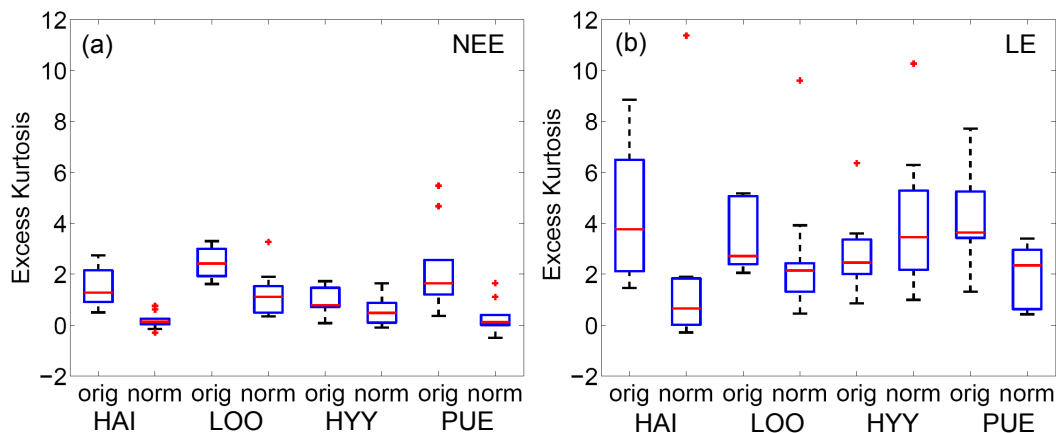 (a) NEE
Excess Kurtosis
12
10
8
6
4
2
0
−2
orig norm orig norm orig norm orig norm
HAI LOO HYY PUE
(b) LE
Excess Kurtosis
12
10
8
6
4
2
0
−2
orig norm orig norm orig norm orig norm
HAI LOO HYY PUE